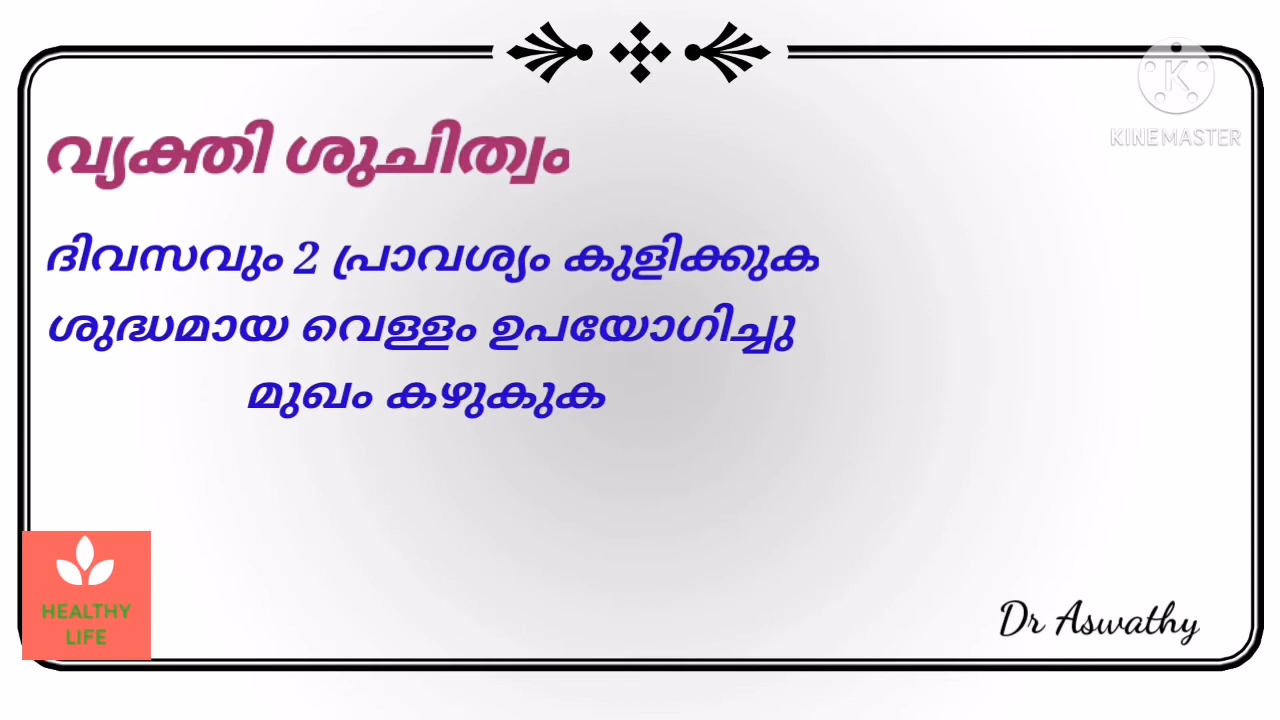 KINEMASTER
വ്യക്തി ശുചിത്വം
ദിവസവും 2 പ്രാവശ്യം കുളിക്കുക
ശുദ്ധമായ വെള്ളം ഉപയോഗിച്ചു
മുഖം കഴുകുക
HEALTHY
LIFE
Dr Aswathy